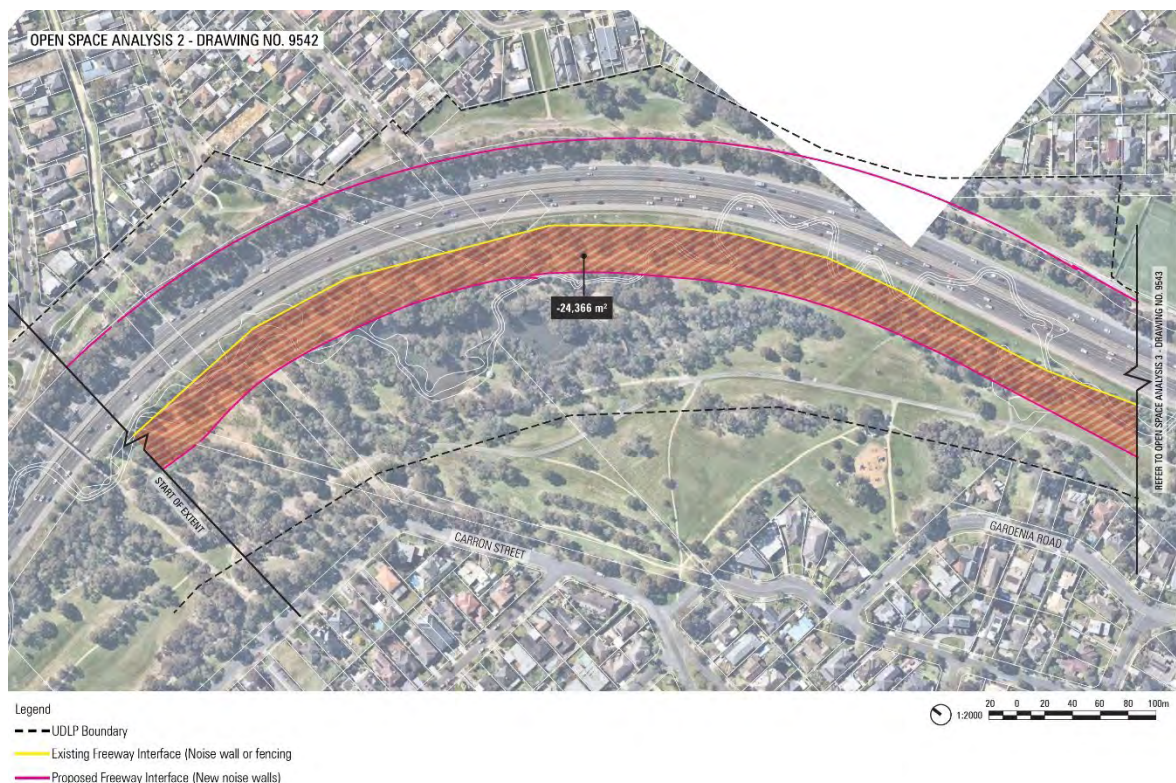 OPEN SPACE ANALYSIS 2 - DRAWING NO. 9542
-24,366 m²
REFER TO OPEN SPACE ANALYSIS 3 - DRAWING NO. 9543
START OF EXTENT
CARRON STREET
GARDENIA ROAD
Legend
UDLP Boundary
Existing Freeway Interface (Noise wall or fencing
Proposed Freeway Interface (New noise walls)
1:2000
20 0 20 40 60 80 100m